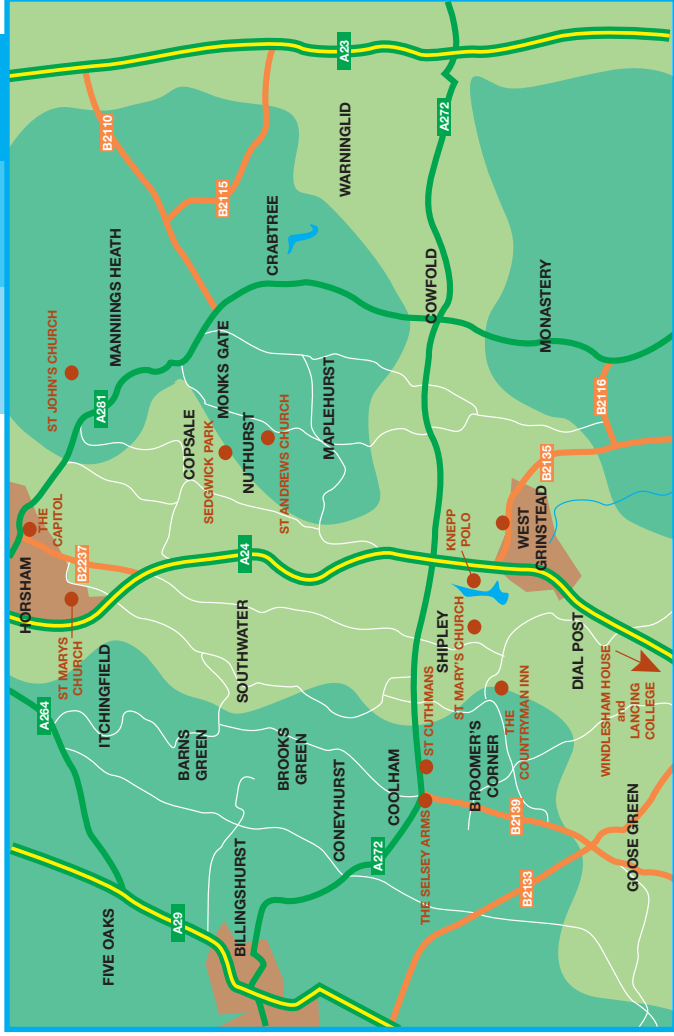 HORSHAM
THE
CAPITOL
A264
ST MARYS
CHURCH
B2237
ITCHINGFIELD
A281
ST JOHN'S CHURCH
MANNIINGS HEATH
B2110
FIVE OAKS
A29
BARNS
GREEN
COPSALE
SEDGWICK PARK
MONKS GATE
B2115
BILLINGSHURST
SOUTHWATER
A24
NUTHURST
CRABTREE
BROOKS
GREEN
ST ANDREWS CHURCH
CONEYHURST
MAPLEHURST
WARNINGLID
A23
A272
COOLHAM
THE SELSEY ARMS
ST CUTHMANS
SHIPLEY
ST MARY'S CHURCH
KNEPP
POLO
COWFOLD
A272
BROOMER'S
CORNER
THE
COUNTRYMAN INN
B2139
B2133
WEST
GRINSTEAD
B2135
MONASTERY
DIAL POST
B2116
GOOSE GREEN
WINDLESHAM HOUSE
and
LANCING
COLLEGE